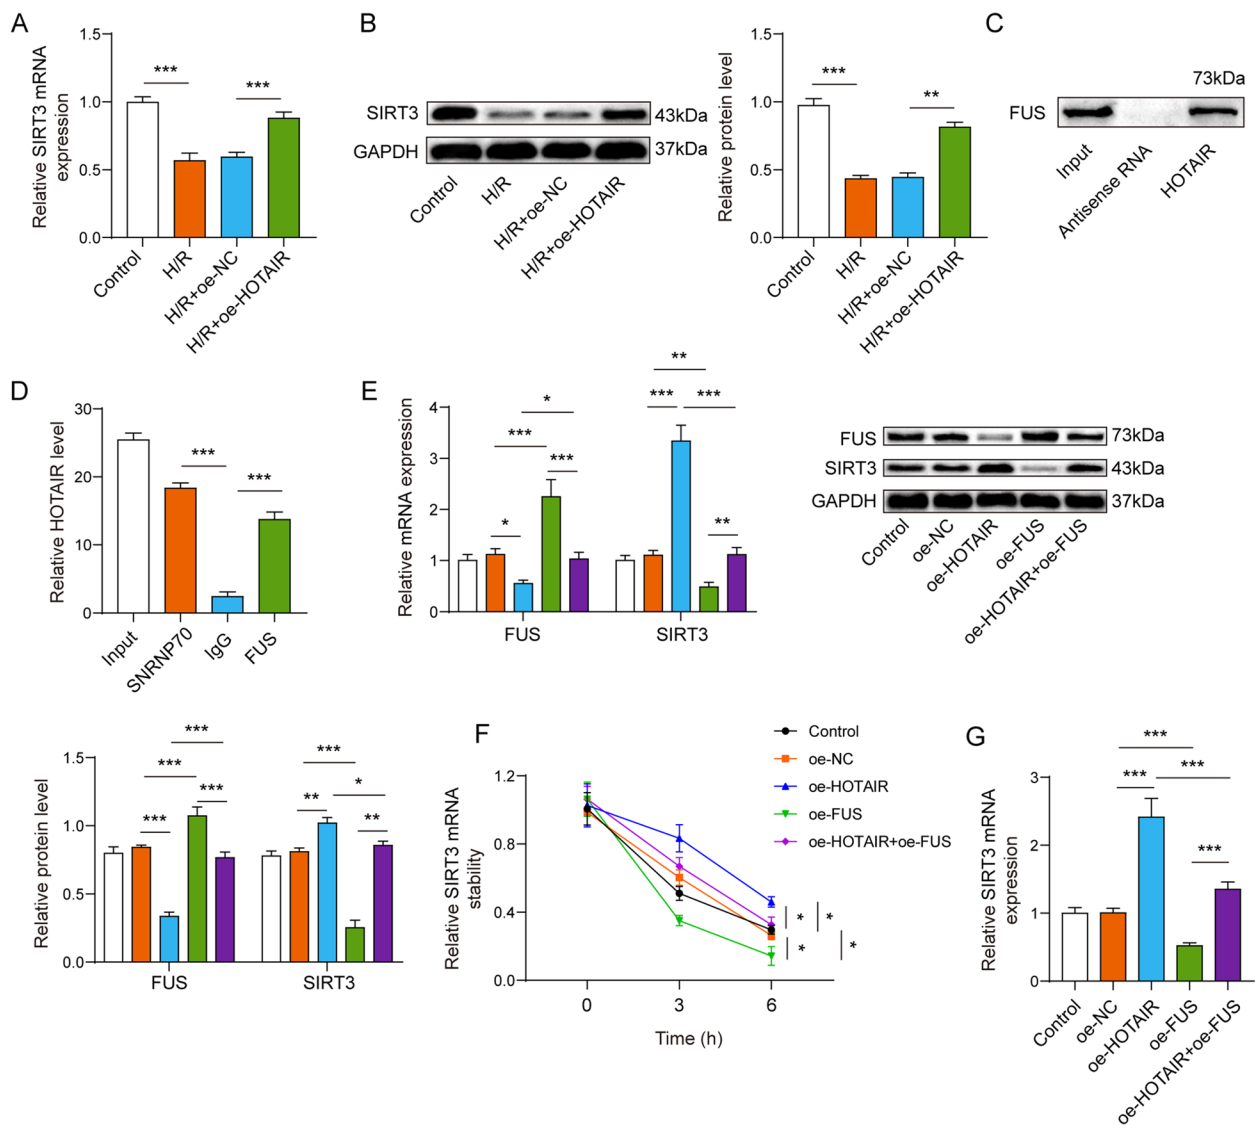 A
Relative SIRT3 mRNA
expression
1.5
1.0
0.5
0.0
***
***
Control
H/R
H/R+oe-NC
H/R+oe-HOTAIR
B
SIRT3
43kDa
GAPDH
37kDa
Control
H/R
H/R+oe-NC
H/R+oe-HOTAIR
Relative protein level
1.5
1.0
0.5
0.0
***
**
Control
H/R
H/R+oe-NC
H/R+oe-HOTAIR
C
73kDa
FUS
Input
Antisense RNA
HOTAIR
D
Relative HOTAIR level
30
20
10
0
***
***
Input
SNRNP70
IgG
FUS
E
Relative mRNA expression
4
3
2
1
0
*
***
***
*
**
***
***
**
FUS
SIRT3
FUS
73kDa
SIRT3
43kDa
GAPDH
37kDa
Control
oe-NC
oe-HOTAIR
oe-FUS
oe-HOTAIR+oe-FUS
Relative protein level
1.5
1.0
0.5
0.0
***
***
***
***
***
*
**
**
FUS
SIRT3
F
Control
oe-NC
oe-HOTAIR
oe-FUS
oe-HOTAIR+oe-FUS
Relative SIRT3 mRNA
stability
1.2
0.8
0.4
0.0
*
*
*
*
0
3
6
Time (h)
G
Relative SIRT3 mRNA
expression
3
2
1
0
***
***
***
***
Control
oe-NC
oe-HOTAIR
oe-FUS
oe-HOTAIR+oe-FUS